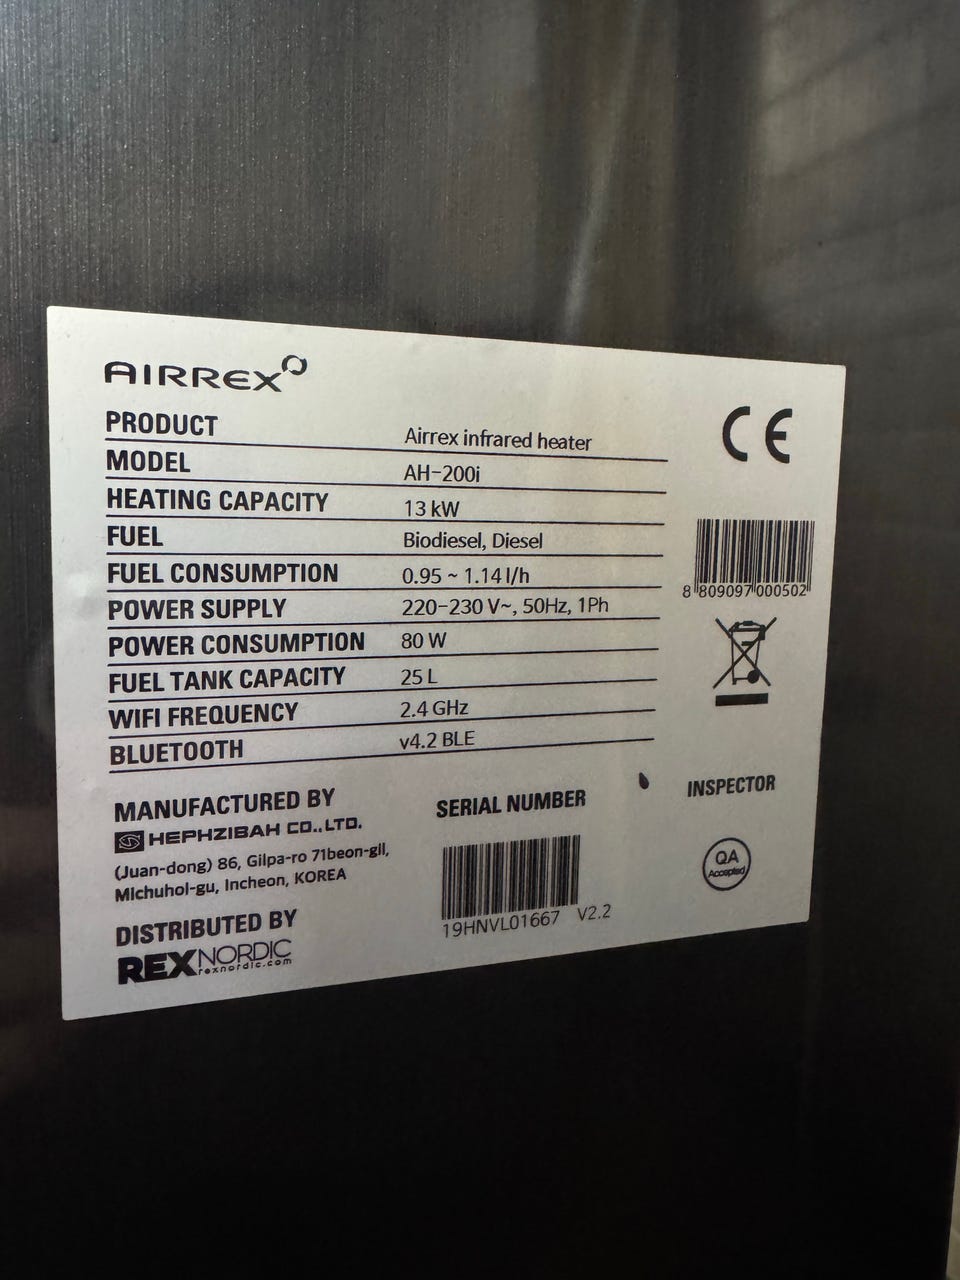 AIRREX
PRODUCT Airrex infrared heater
MODEL AH-200i
HEATING CAPACITY 13 kW
FUEL Biodiesel, Diesel
FUEL CONSUMPTION 0.95 ~ 1.14 l/h
POWER SUPPLY 220-230 V~, 50Hz, 1Ph
POWER CONSUMPTION 80 W
FUEL TANK CAPACITY 25 L
WIFI FREQUENCY 2.4 GHz
BLUETOOTH v4.2 BLE
CE
8 809097 000502
MANUFACTURED BY
HEPHZIBAH CO.,LTD.
(Juan-dong) 86, Gilpa-ro 71beon-gil,
Michuhol-gu, Incheon, KOREA
DISTRIBUTED BY
REXNORDIC
rexnordic.com
SERIAL NUMBER
19HNVL01667 V2.2
INSPECTOR
QA
Accepted